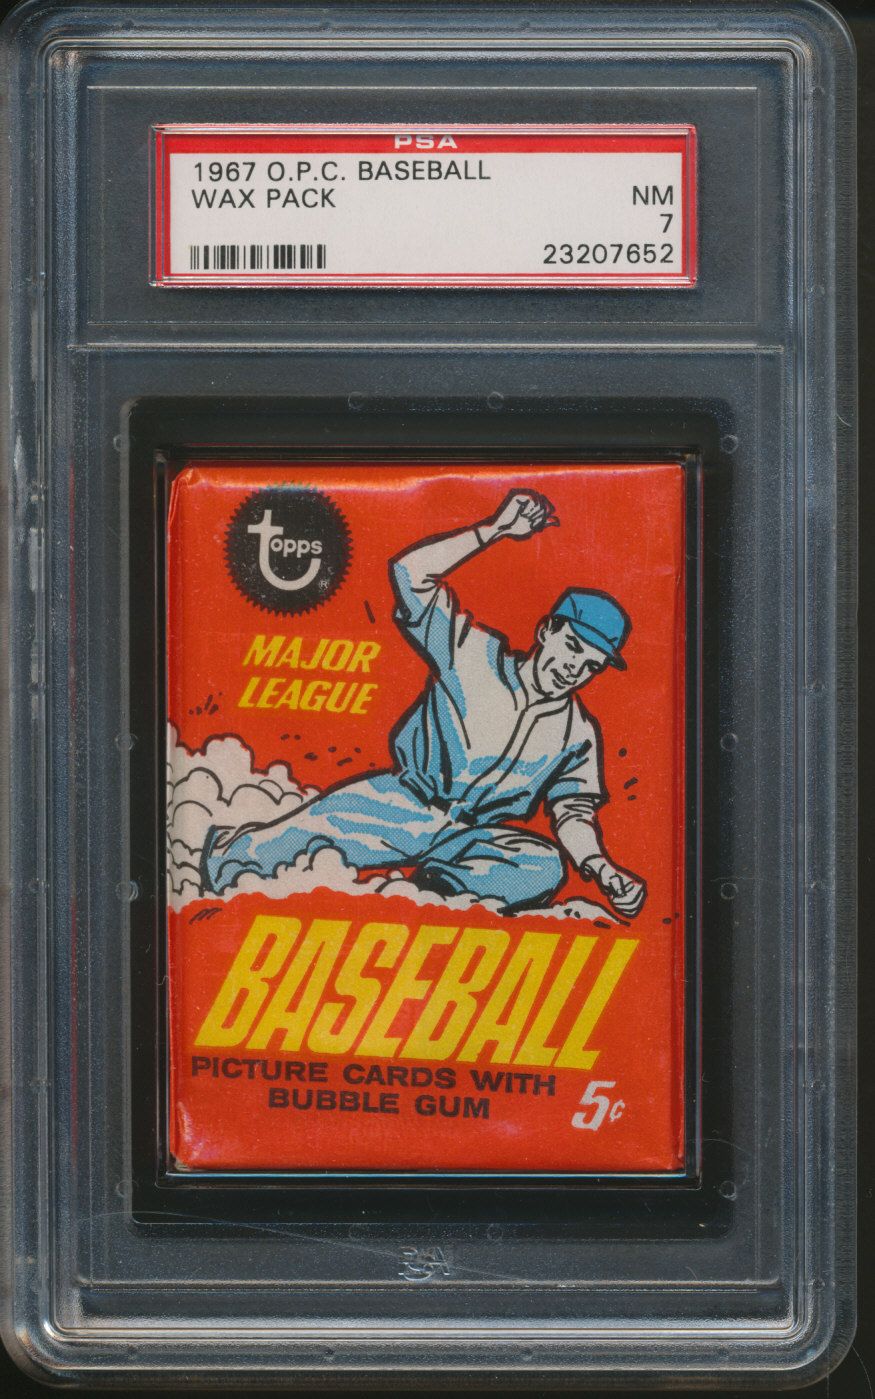 PSA
1967 O.P.C. BASEBALL
WAX PACK
NM
7
23207652
topps
®
MAJOR
LEAGUE
BASEBALL
PICTURE CARDS WITH
BUBBLE GUM
5¢
PSA